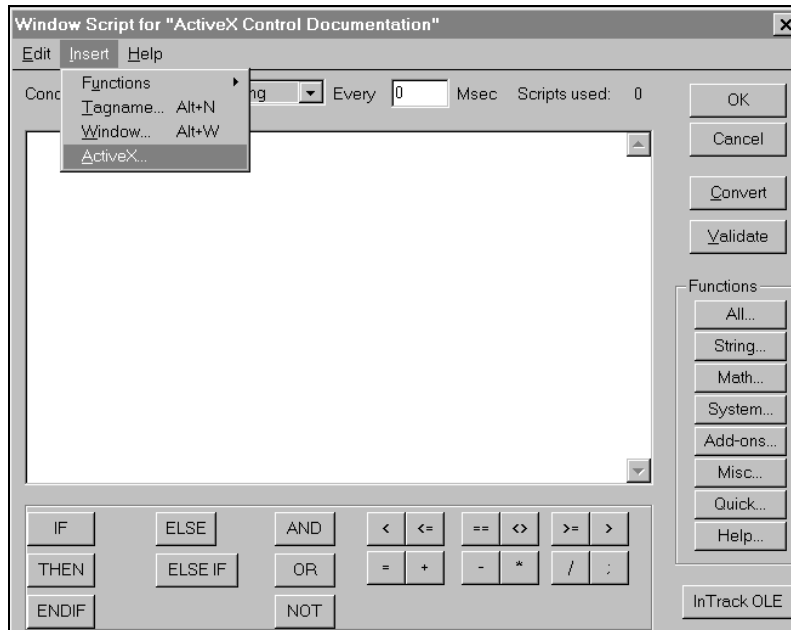 Window Script for "ActiveX Control Documentation"
Edit Insert Help
Functions
Tagname... Alt+N
Window... Alt+W
ActiveX...
Every 0 Msec Scripts used: 0
OK
Cancel
Convert
Validate
Functions
All...
String...
Math...
System...
Add-ons...
Misc...
Quick...
Help...
IF ELSE AND < <= == <> >= >
THEN ELSE IF OR = + - * / ;
ENDIF NOT
InTrack OLE